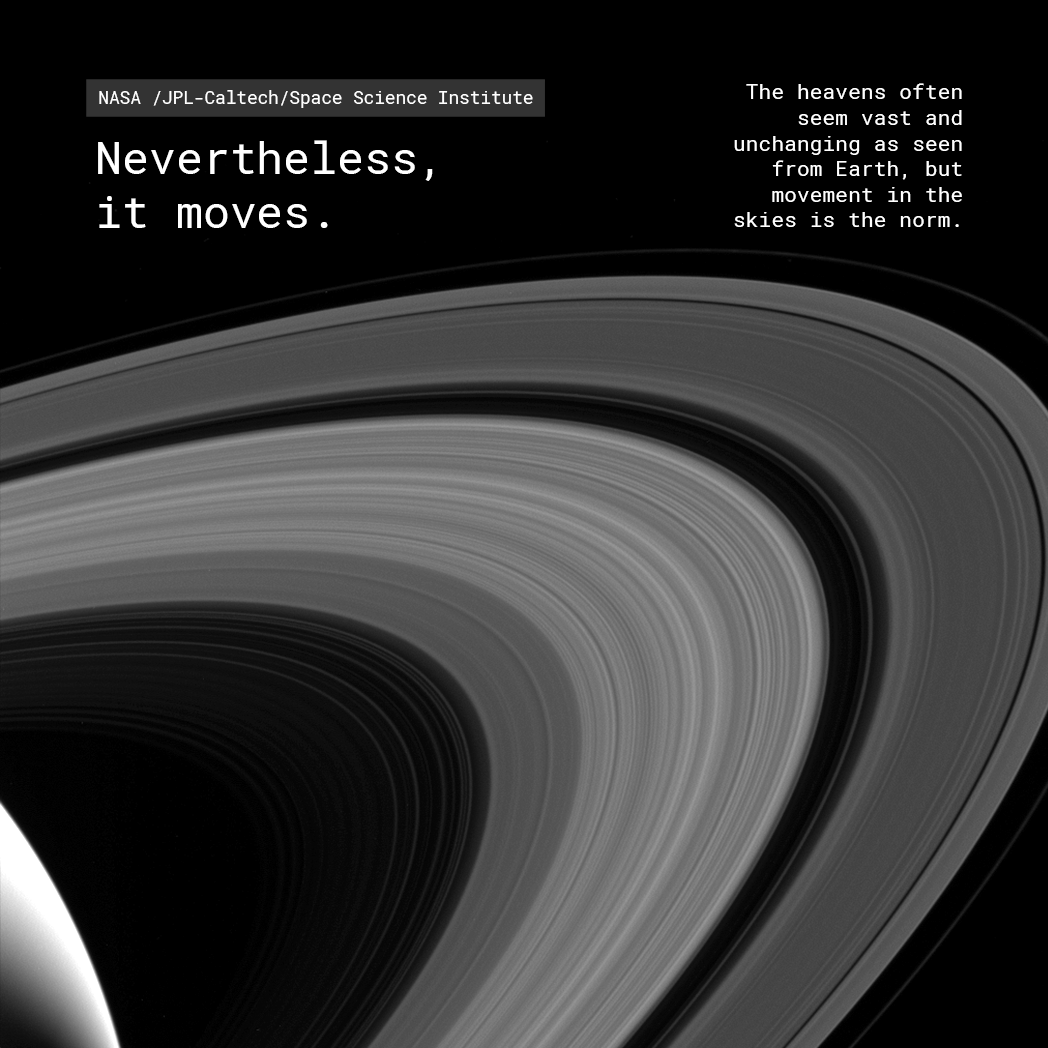 NASA /JPL-Caltech/Space Science Institute
Nevertheless,
it moves.
The heavens often
seem vast and
unchanging as seen
from Earth, but
movement in the
skies is the norm.